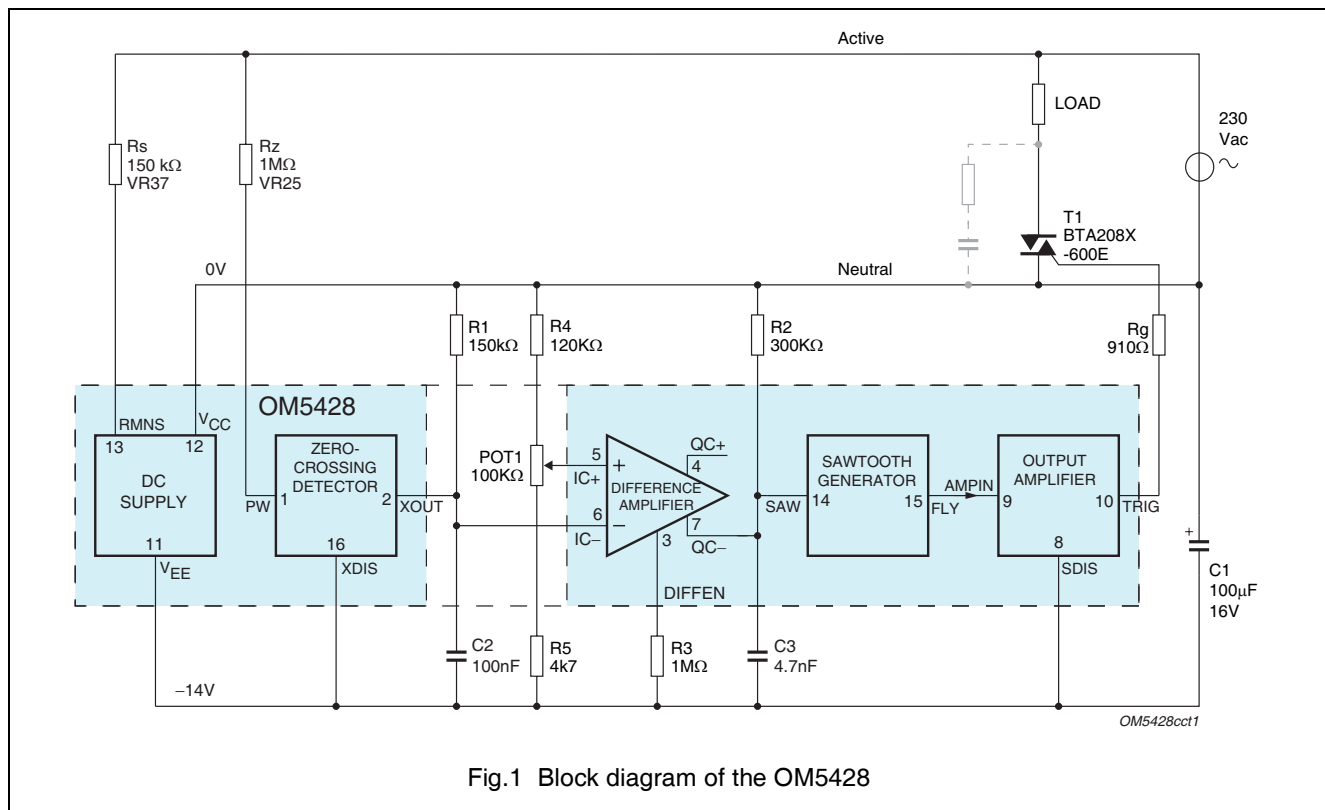 Active
LOAD
230
Vac
Rs
150 kΩ
VR37
Rz
1MΩ
VR25
T1
BTA208X
-600E
0V
Neutral
R1
150kΩ
R4
120KΩ
R2
300KΩ
Rg
910Ω
OM5428
RMNS
VCC
13
12
DC
SUPPLY
11
VEE
ZERO-
CROSSING
DETECTOR
PW
1
2
XOUT
16
XDIS
POT1
100KΩ
5
IC+
+
6
IC−
−
DIFFERENCE
AMPLIFIER
QC+
4
7
QC−
3
DIFFEN
SAW
SAWTOOTH
GENERATOR
14
15
FLY
AMPIN
OUTPUT
AMPLIFIER
9
10
TRIG
8
SDIS
+
C1
100µF
16V
C2
100nF
R5
4k7
R3
1MΩ
C3
4.7nF
−14V
OM5428cct1
Fig.1 Block diagram of the OM5428